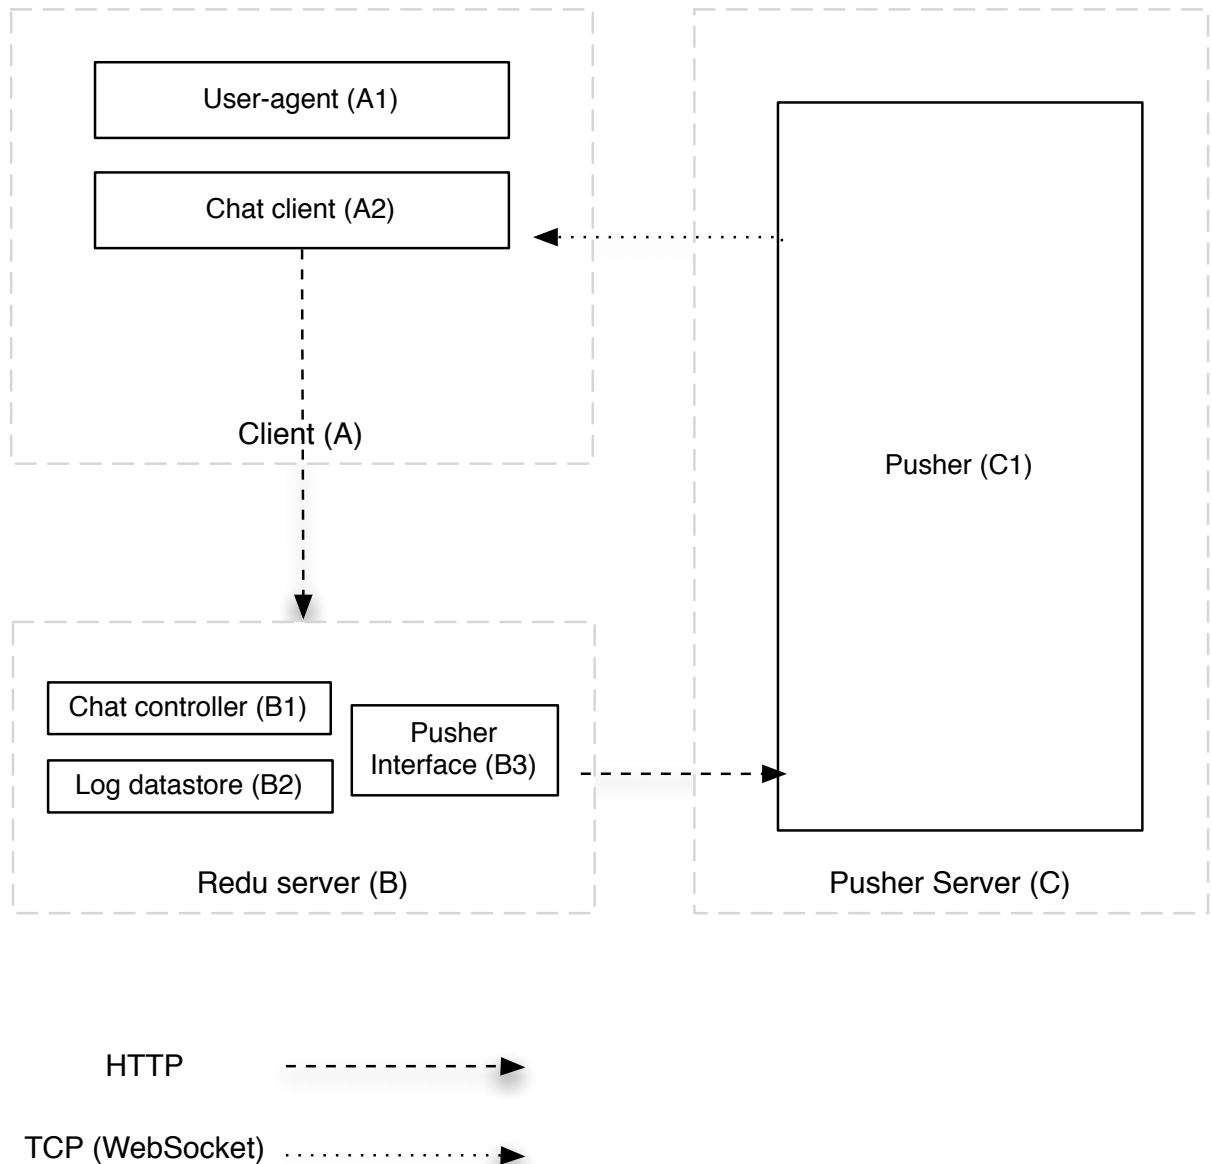 User-agent (A1)
Chat client (A2)
Client (A)
Pusher (C1)
Chat controller (B1)
Log datastore (B2)
Pusher
Interface (B3)
Redu server (B)
Pusher Server (C)
HTTP
TCP (WebSocket)